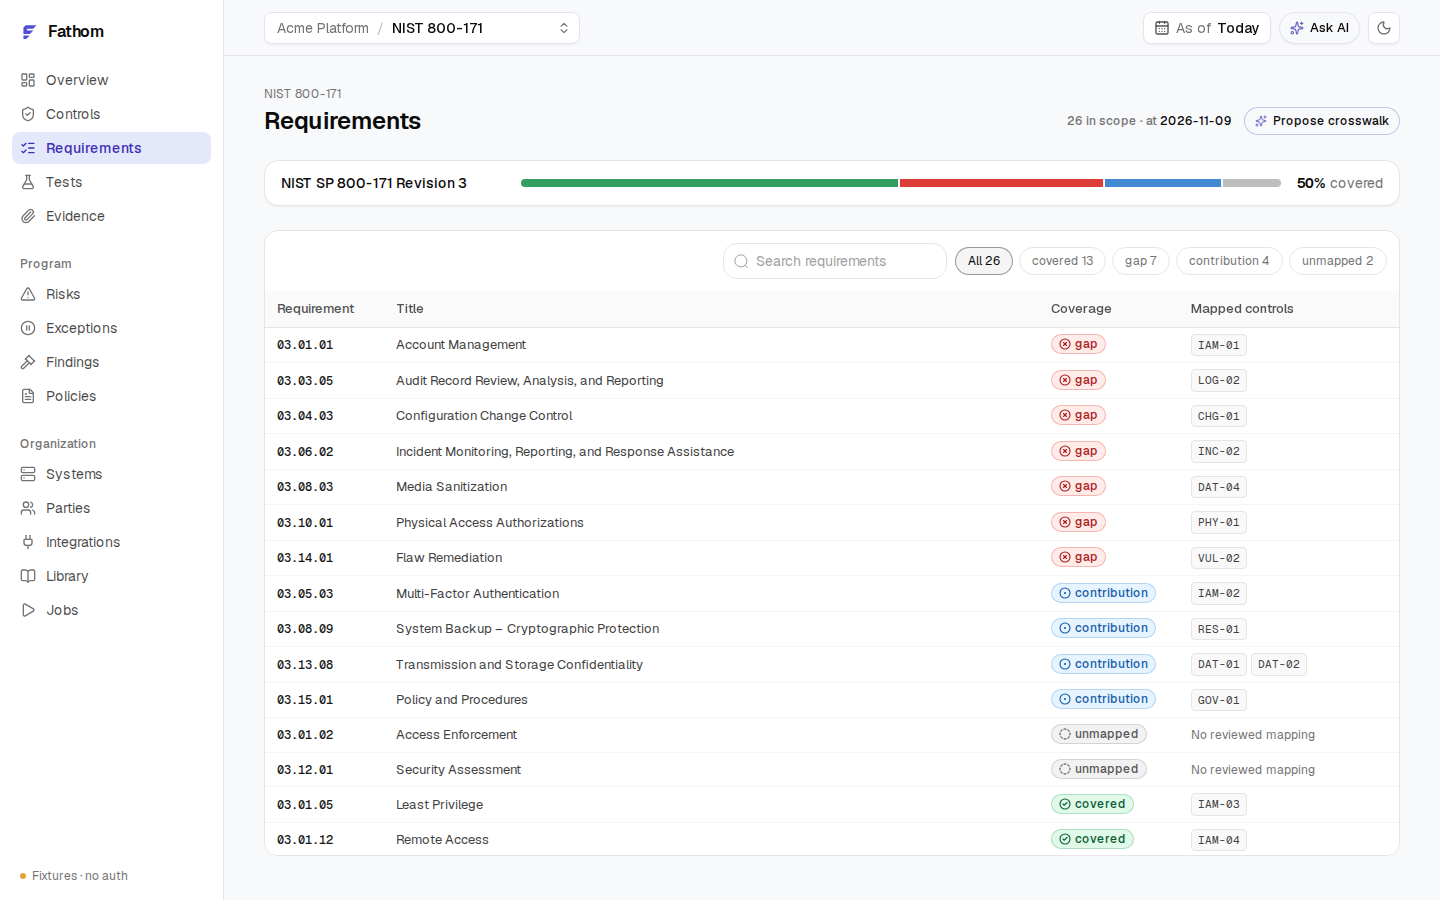 Fathom
Overview
Controls
Requirements
Tests
Evidence
Program
Risks
Exceptions
Findings
Policies
Organization
Systems
Parties
Integrations
Library
Jobs
Fixtures · no auth
Acme Platform / NIST 800-171
As of Today
Ask AI
NIST 800-171
Requirements
26 in scope · at 2026-11-09
Propose crosswalk
NIST SP 800-171 Revision 3
50% covered
Search requirements
All 26
covered 13
gap 7
contribution 4
unmapped 2
Requirement Title Coverage Mapped controls
03.01.01 Account Management gap IAM-01
03.03.05 Audit Record Review, Analysis, and Reporting gap LOG-02
03.04.03 Configuration Change Control gap CHG-01
03.06.02 Incident Monitoring, Reporting, and Response Assistance gap INC-02
03.08.03 Media Sanitization gap DAT-04
03.10.01 Physical Access Authorizations gap PHY-01
03.14.01 Flaw Remediation gap VUL-02
03.05.03 Multi-Factor Authentication contribution IAM-02
03.08.09 System Backup – Cryptographic Protection contribution RES-01
03.13.08 Transmission and Storage Confidentiality contribution DAT-01 DAT-02
03.15.01 Policy and Procedures contribution GOV-01
03.01.02 Access Enforcement unmapped No reviewed mapping
03.12.01 Security Assessment unmapped No reviewed mapping
03.01.05 Least Privilege covered IAM-03
03.01.12 Remote Access covered IAM-04